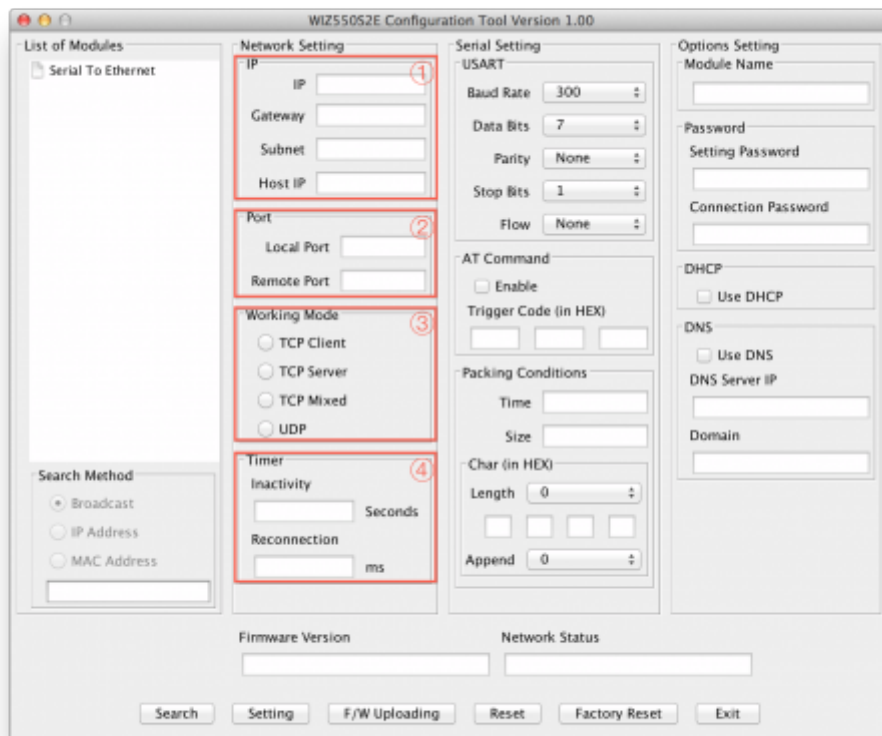 WIZ550S2E Configuration Tool Version 1.00
List of Modules
Serial To Ethernet
Search Method
Broadcast
IP Address
MAC Address
Network Setting
IP
①
IP
Gateway
Subnet
Host IP
Port
②
Local Port
Remote Port
Working Mode
③
TCP Client
TCP Server
TCP Mixed
UDP
Timer
④
Inactivity
Seconds
Reconnection
ms
Serial Setting
USART
Baud Rate 300
Data Bits 7
Parity None
Stop Bits 1
Flow None
AT Command
Enable
Trigger Code (in HEX)
Packing Conditions
Time
Size
Char (in HEX)
Length 0
Append 0
Options Setting
Module Name
Password
Setting Password
Connection Password
DHCP
Use DHCP
DNS
Use DNS
DNS Server IP
Domain
Firmware Version
Network Status
Search Setting F/W Uploading Reset Factory Reset Exit